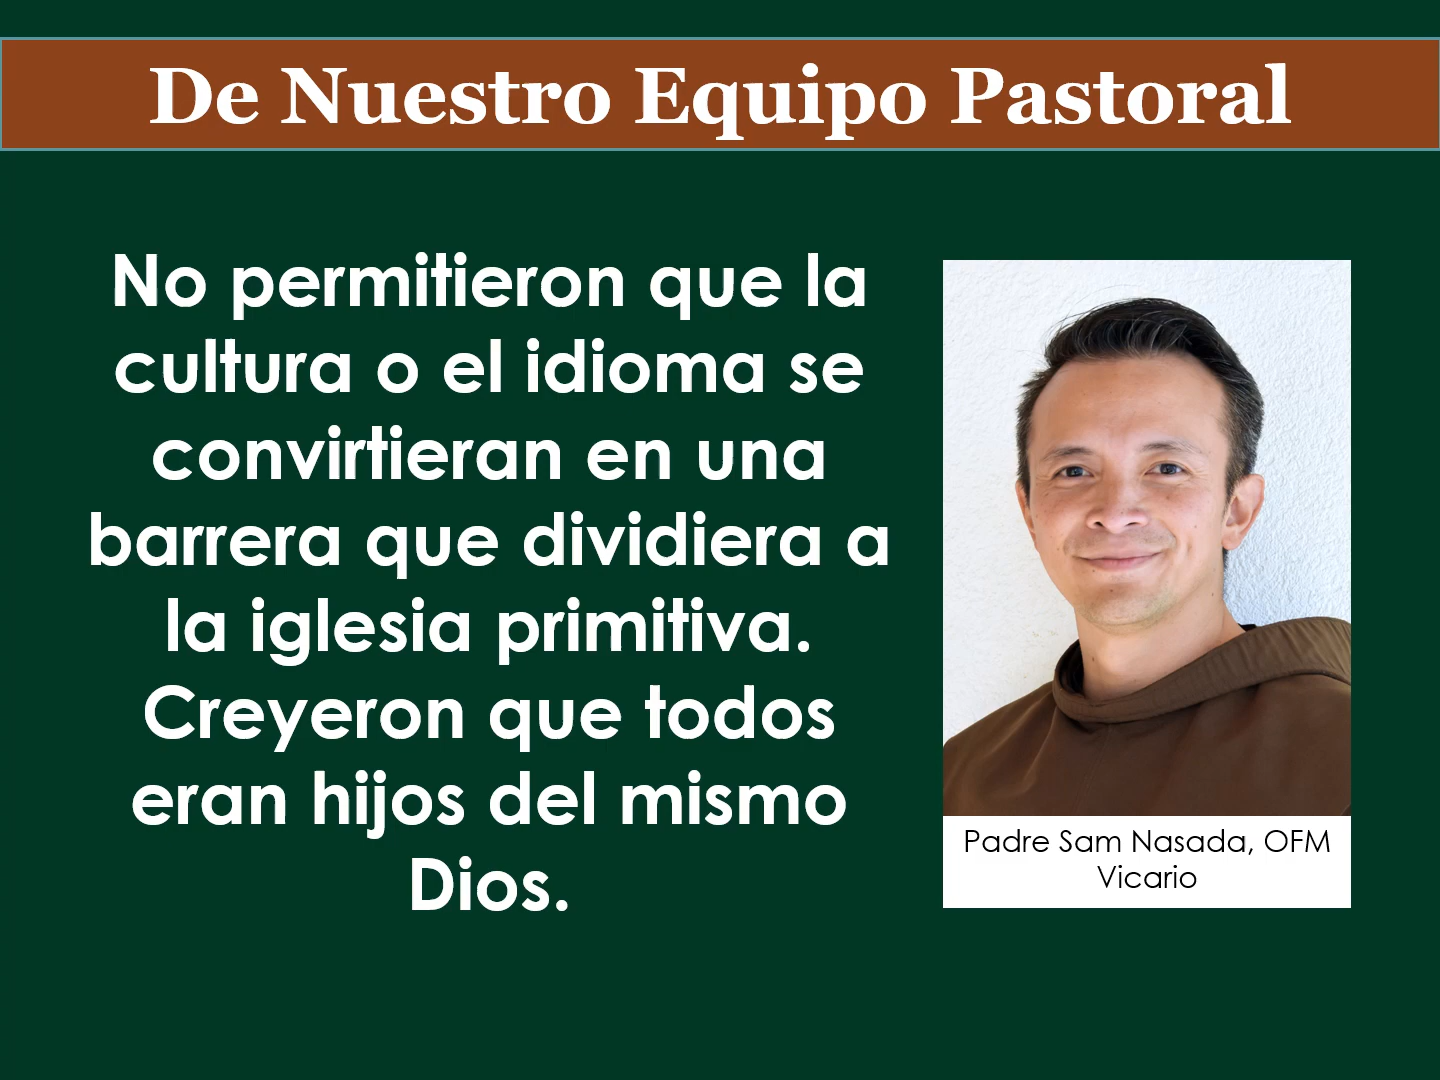 De Nuestro Equipo Pastoral
No permitieron que la
cultura o el idioma se
convirtieran en una
barrera que dividiera a
la iglesia primitiva.
Creyeron que todos
eran hijos del mismo
Dios.
Padre Sam Nasada, OFM
Vicario